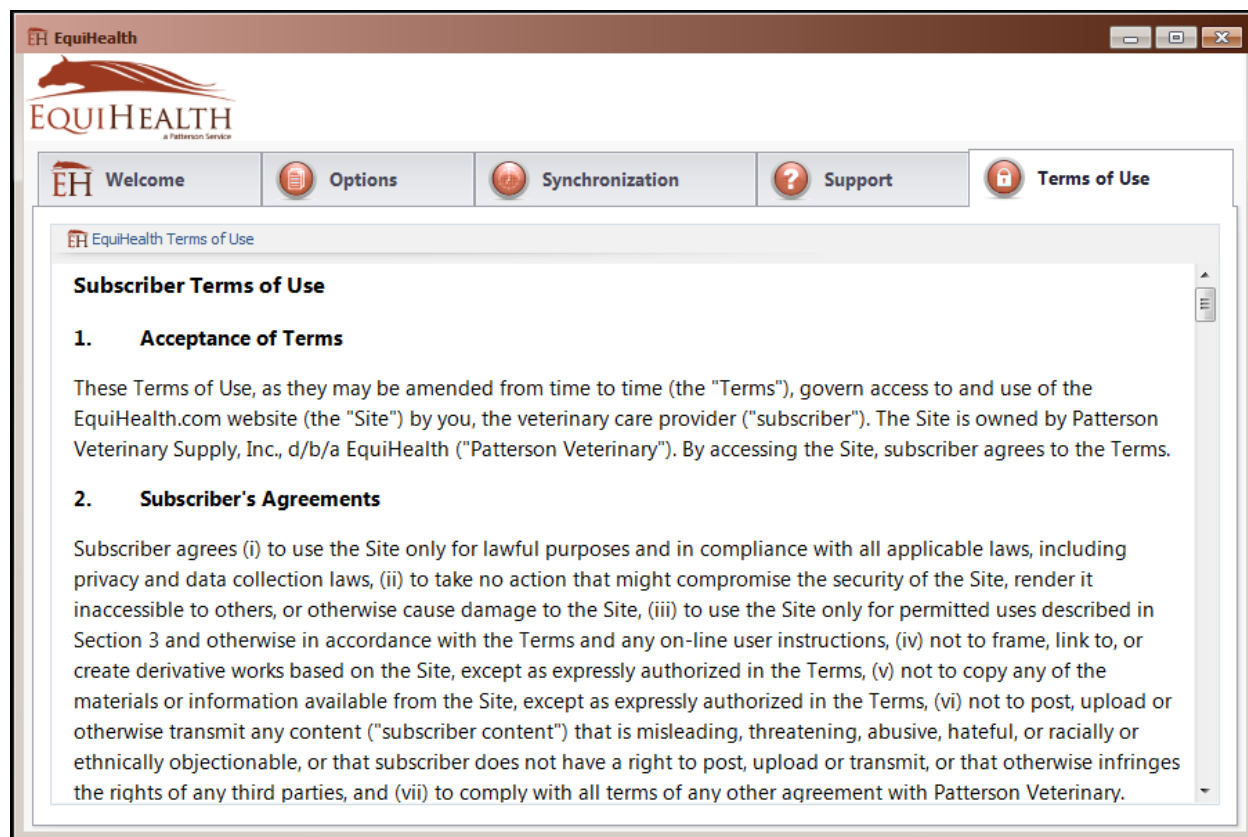 EH EquiHealth
EQUIHEALTH
a Patterson Service
EH Welcome
Options
Synchronization
? Support
Terms of Use
EH EquiHealth Terms of Use
Subscriber Terms of Use
1. Acceptance of Terms
These Terms of Use, as they may be amended from time to time (the "Terms"), govern access to and use of the
EquiHealth.com website (the "Site") by you, the veterinary care provider ("subscriber"). The Site is owned by Patterson
Veterinary Supply, Inc., d/b/a EquiHealth ("Patterson Veterinary"). By accessing the Site, subscriber agrees to the Terms.
2. Subscriber's Agreements
Subscriber agrees (i) to use the Site only for lawful purposes and in compliance with all applicable laws, including
privacy and data collection laws, (ii) to take no action that might compromise the security of the Site, render it
inaccessible to others, or otherwise cause damage to the Site, (iii) to use the Site only for permitted uses described in
Section 3 and otherwise in accordance with the Terms and any on-line user instructions, (iv) not to frame, link to, or
create derivative works based on the Site, except as expressly authorized in the Terms, (v) not to copy any of the
materials or information available from the Site, except as expressly authorized in the Terms, (vi) not to post, upload or
otherwise transmit any content ("subscriber content") that is misleading, threatening, abusive, hateful, or racially or
ethnically objectionable, or that subscriber does not have a right to post, upload or transmit, or that otherwise infringes
the rights of any third parties, and (vii) to comply with all terms of any other agreement with Patterson Veterinary.